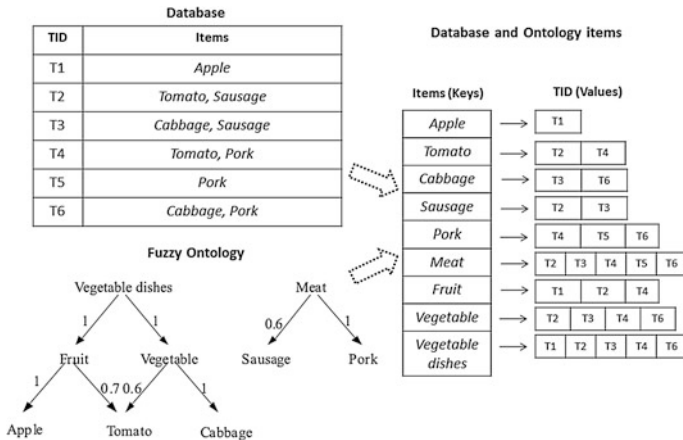 Database
TID Items
T1 Apple
T2 Tomato, Sausage
T3 Cabbage, Sausage
T4 Tomato, Pork
T5 Pork
T6 Cabbage, Pork
Fuzzy Ontology
Vegetable dishes Meat
1 1 0.6 1
Fruit Vegetable Sausage Pork
1 0.7 0.6 1
Apple Tomato Cabbage
Database and Ontology items
Items (Keys) TID (Values)
Apple T1
Tomato T2 T4
Cabbage T3 T6
Sausage T2 T3
Pork T4 T5 T6
Meat T2 T3 T4 T5 T6
Fruit T1 T2 T4
Vegetable T2 T3 T4 T6
Vegetable T1 T2 T3 T4 T6
dishes